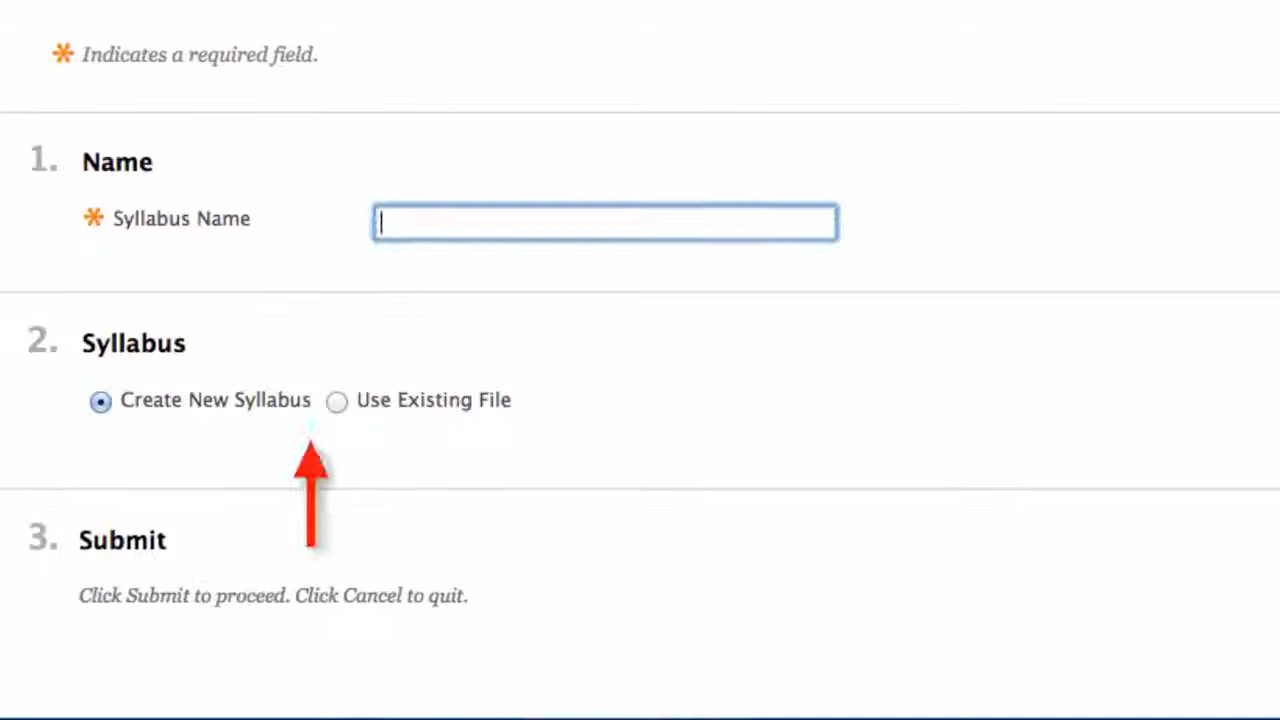 * Indicates a required field.
1. Name
* Syllabus Name
2. Syllabus
Create New Syllabus Use Existing File
3. Submit
Click Submit to proceed. Click Cancel to quit.